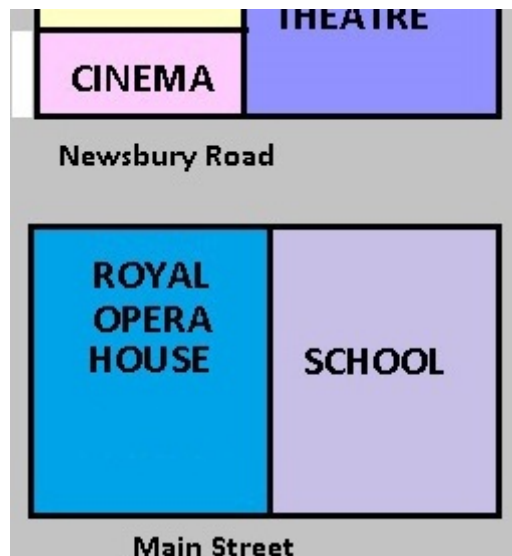 THEATRE
CINEMA
Newsbury Road
ROYAL
OPERA
HOUSE
SCHOOL
Main Street